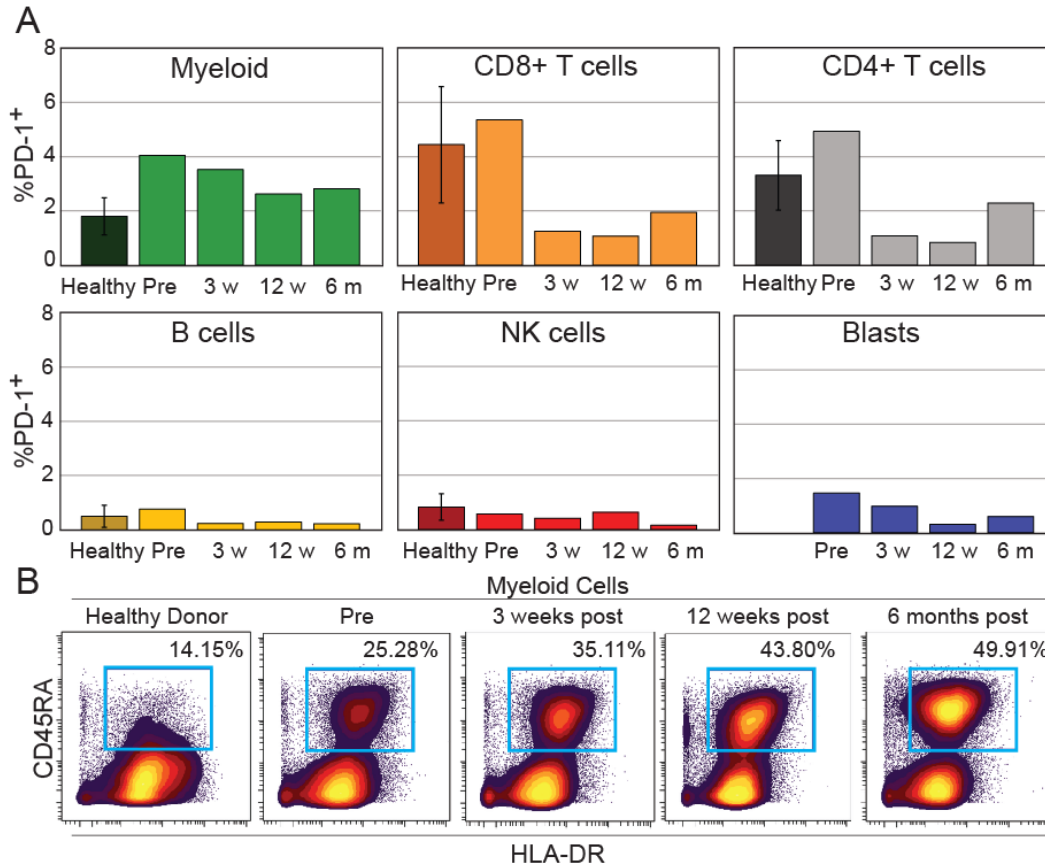 A
Myeloid
CD8+ T cells
CD4+ T cells
%PD-1+
8
6
4
2
0
Healthy Pre 3 w 12 w 6 m
Healthy Pre 3 w 12 w 6 m
Healthy Pre 3 w 12 w 6 m
B cells
NK cells
Blasts
%PD-1+
8
6
4
2
0
Healthy Pre 3 w 12 w 6 m
Healthy Pre 3 w 12 w 6 m
Pre 3 w 12 w 6 m
B
Myeloid Cells
Healthy Donor
Pre
3 weeks post
12 weeks post
6 months post
14.15%
25.28%
35.11%
43.80%
49.91%
CD45RA
HLA-DR